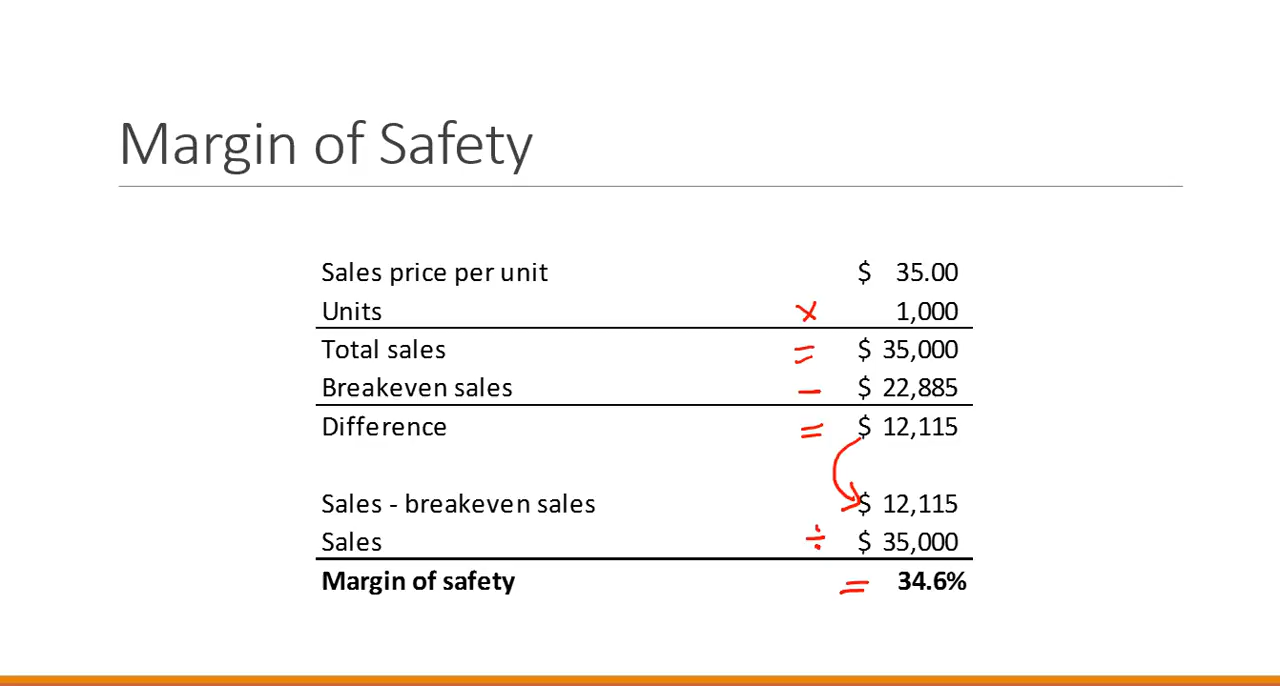 Margin of Safety
Sales price per unit $ 35.00
Units × 1,000
Total sales = $ 35,000
Breakeven sales − $ 22,885
Difference = $ 12,115
Sales - breakeven sales $ 12,115
Sales ÷ $ 35,000
Margin of safety = 34.6%